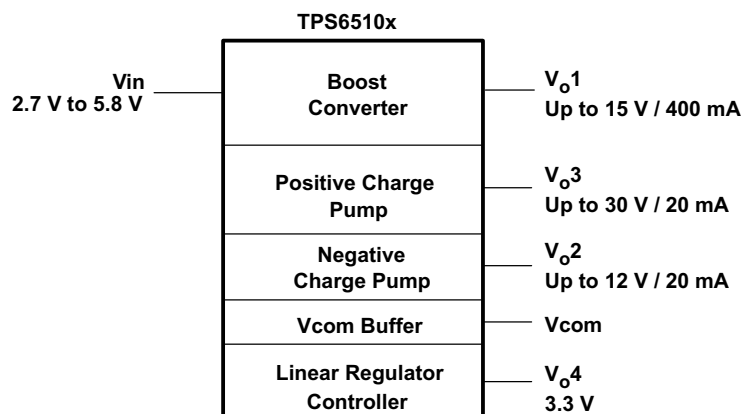 TPS6510x
Vin
2.7 V to 5.8 V
Boost
Converter
Vo1
Up to 15 V / 400 mA
Positive Charge
Pump
Vo3
Up to 30 V / 20 mA
Negative
Charge Pump
Vo2
Up to 12 V / 20 mA
Vcom Buffer
Vcom
Linear Regulator
Controller
Vo4
3.3 V